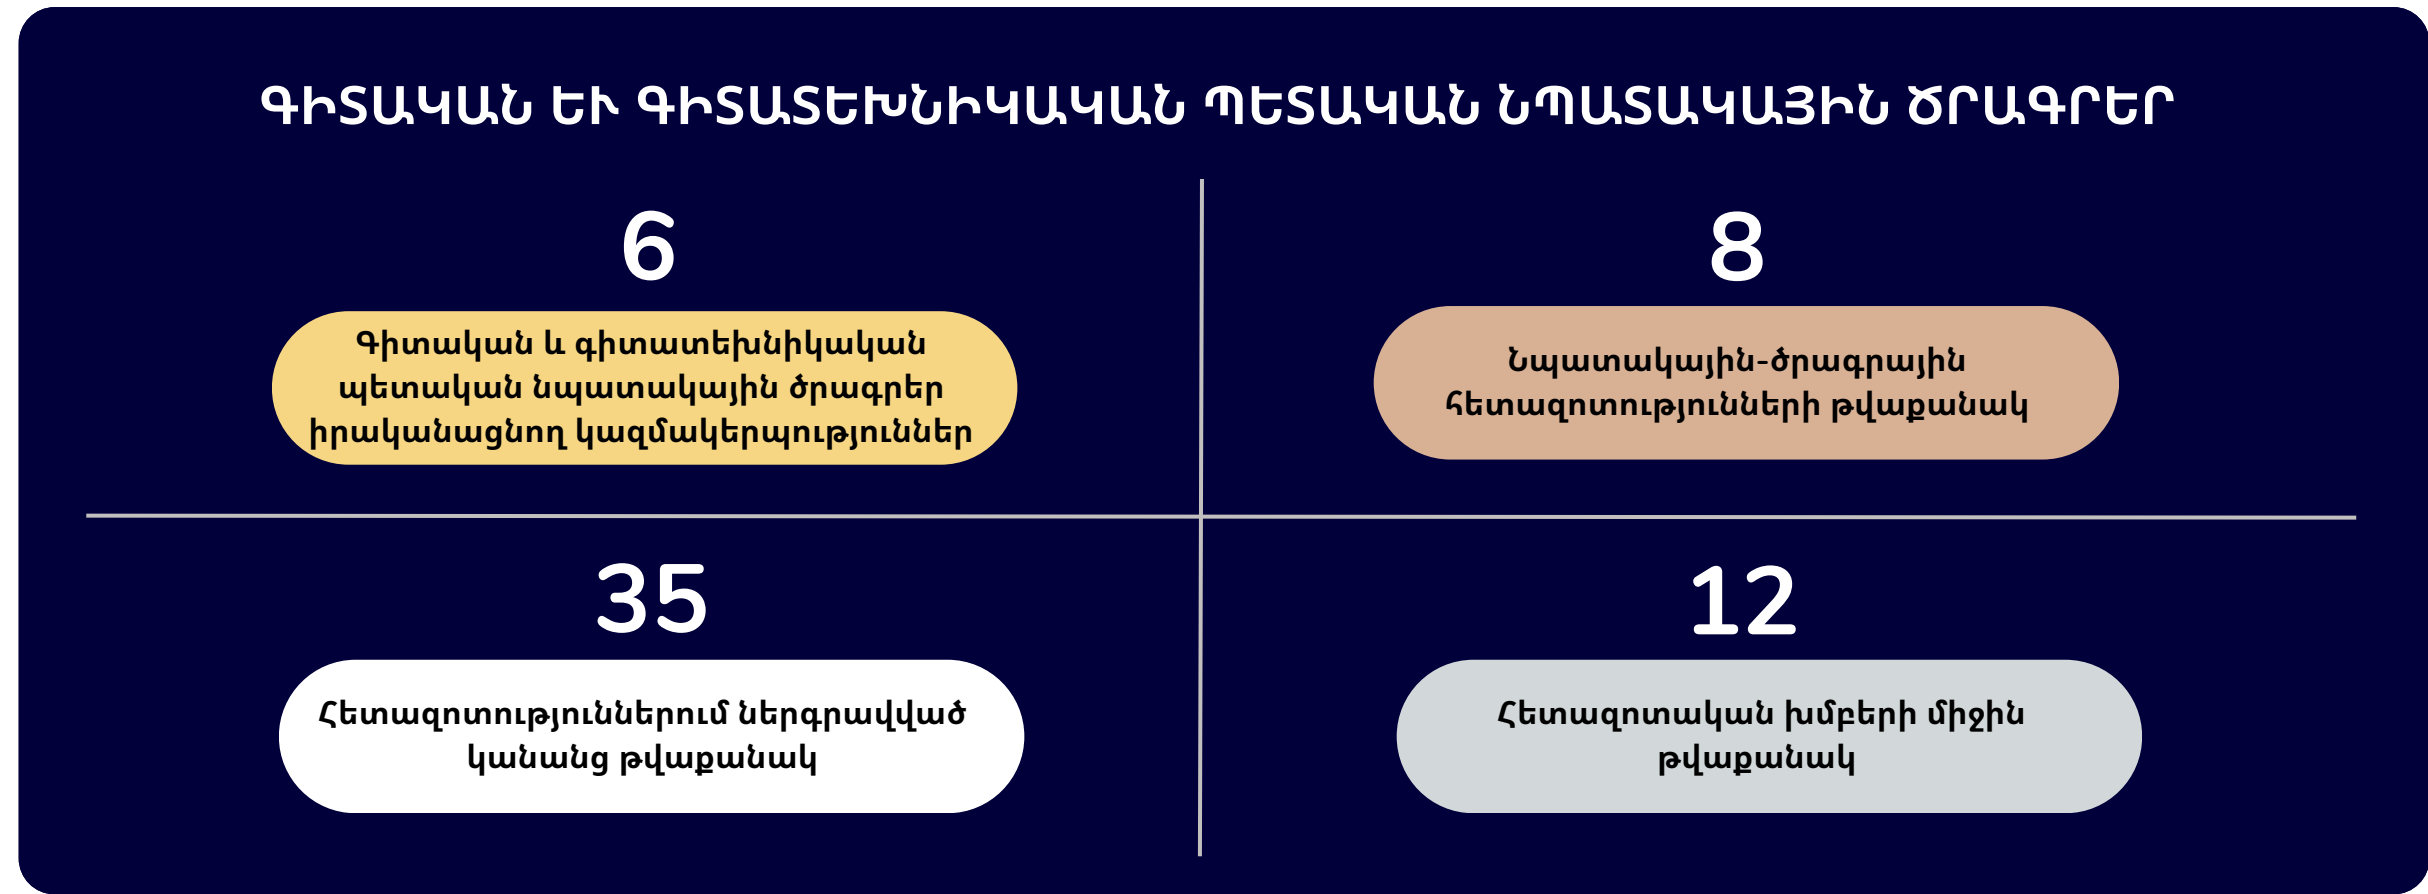 ԳԻՏԱԿԱՆ ԵՒ ԳԻՏԱՏԵԽՆԻԿԱԿԱՆ ՊԵՏԱԿԱՆ ՆՊԱՏԱԿԱՅԻՆ ԾՐԱԳՐԵՐ
6
Գիտական և գիտատեխնիկական
պետական նպատակային ծրագրեր
իրականացնող կազմակերպություններ
8
Նպատակային-ծրագրային
հետազոտությունների թվաքանակ
35
Հետազոտություններում ներգրավված
կանանց թվաքանակ
12
Հետազոտական խմբերի միջին
թվաքանակ